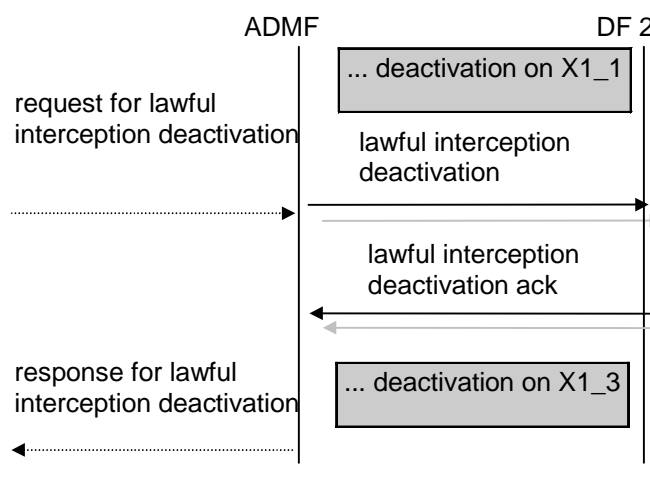 ADMF DF 2
... deactivation on X1_1
request for lawful
interception deactivation
lawful interception
deactivation
lawful interception
deactivation ack
response for lawful
interception deactivation
... deactivation on X1_3